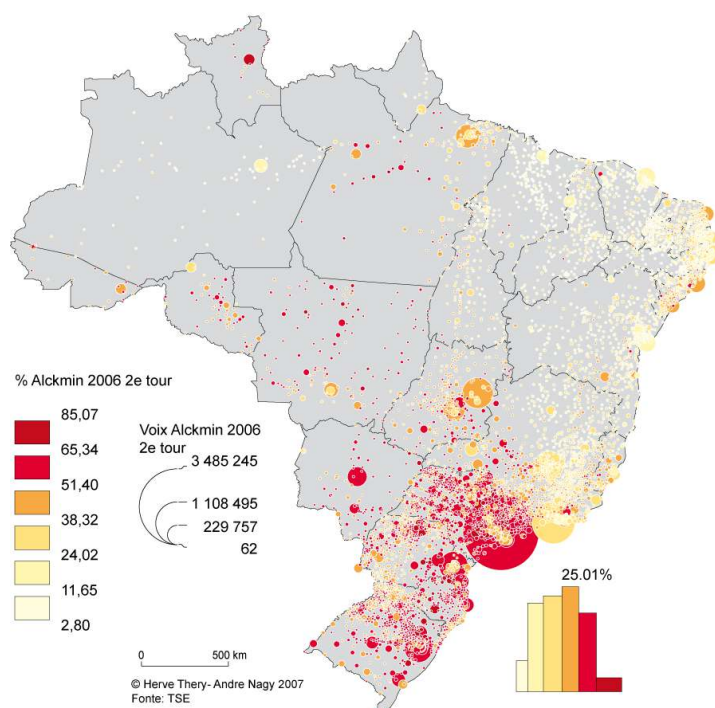 % Alckmin 2006 2e tour
85,07
65,34
51,40
38,32
24,02
11,65
2,80
Voix Alckmin 2006
2e tour
3 485 245
1 108 495
229 757
62
0 500 km
© Herve Thery- Andre Nagy 2007
Fonte: TSE
25.01%